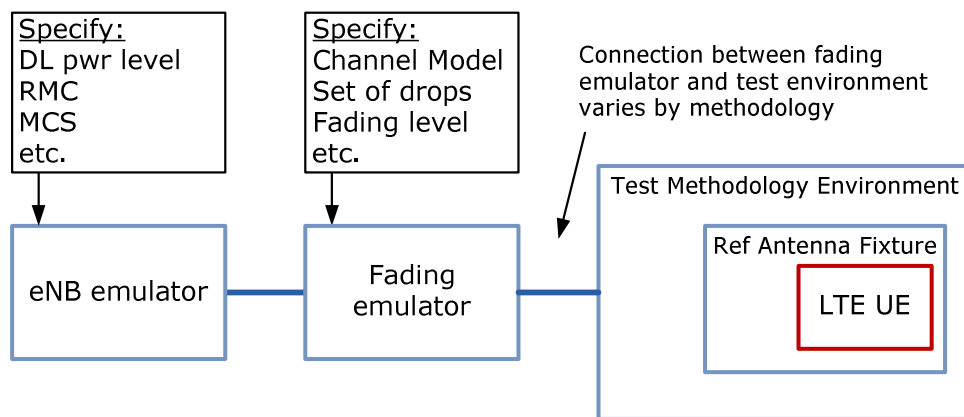 Specify:
DL pwr level
RMC
MCS
etc.
Specify:
Channel Model
Set of drops
Fading level
etc.
Connection between fading
emulator and test environment
varies by methodology
Test Methodology Environment
Ref Antenna Fixture
LTE UE
eNB emulator
Fading
emulator